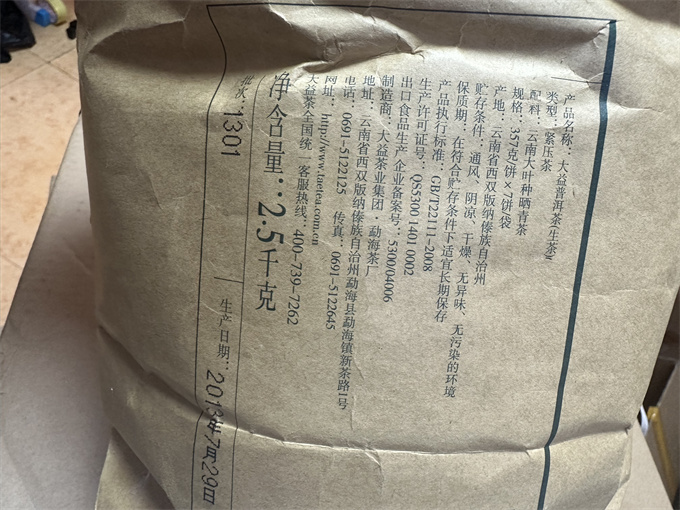 产品名称：大益普洱茶(生茶)
类型：紧压茶
配料：云南大叶种晒青茶
规格：357克/饼×7饼/袋
产地：云南省西双版纳傣族自治州
贮存条件：通风、阴凉、干燥、无异味、无污染的环境
保质期：在符合贮存条件下适宜长期保存
产品执行标准：GB/T22111-2008
生产许可证号：QS5300 1401 0002
出口食品生产企业备案号：5300/04006
制造商：大益茶业集团·勐海茶厂
地址：云南省西双版纳傣族自治州勐海县勐海镇新茶路1号
电话：0691-5122125 传真：0691-5122645
网址：http://www.taetea.com.cn
大益茶全国统一客服热线：400-739-7262
净含量：2.5千克
批次：1301 生产日期：2013年7月29日